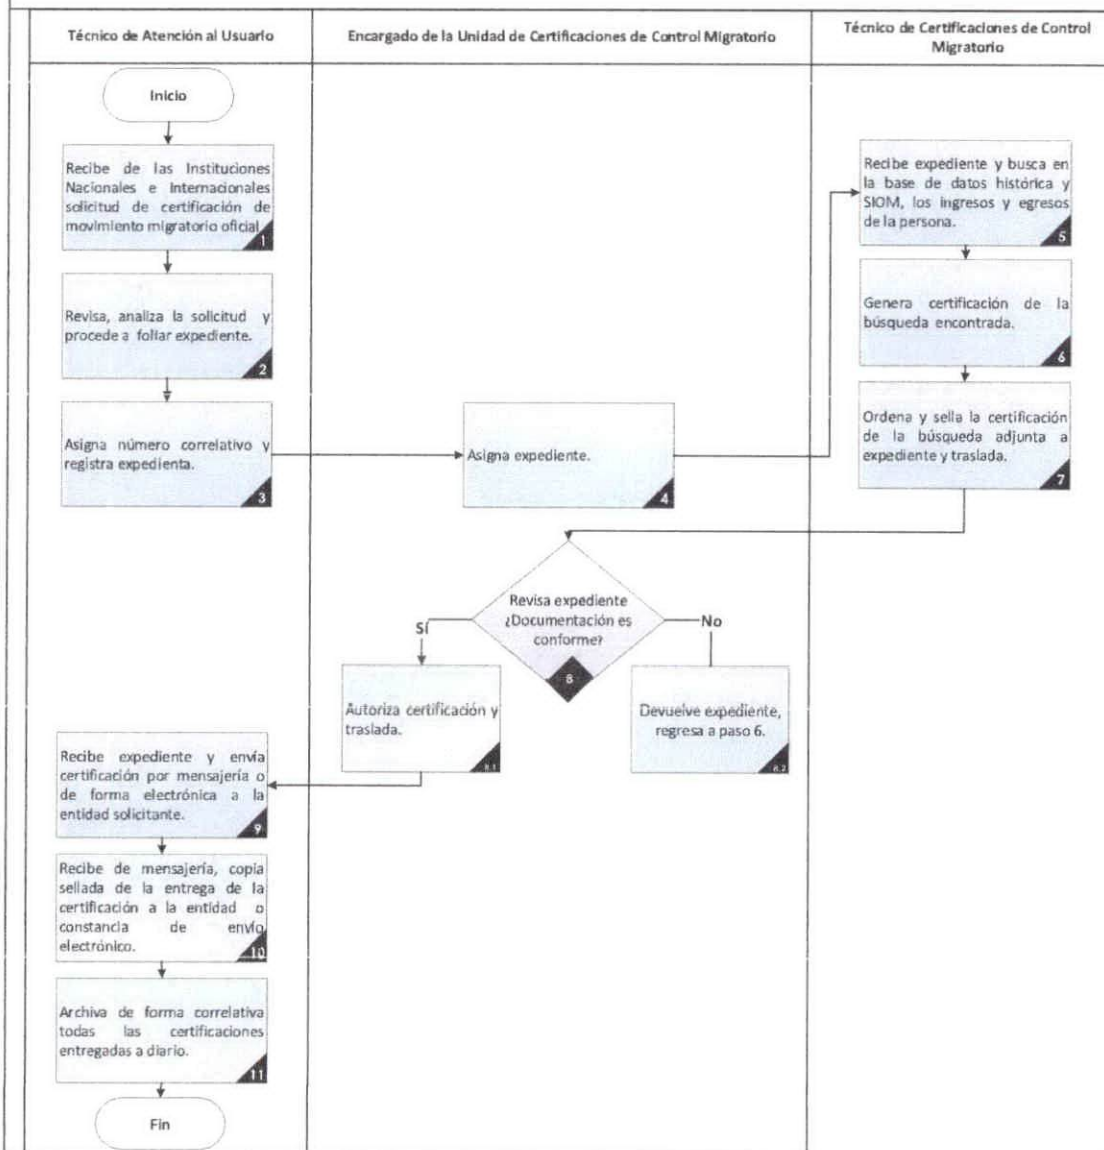 Técnico de Atención al Usuario
Encargado de la Unidad de Certificaciones de Control Migratorio
Técnico de Certificaciones de Control
Migratorio
Inicio
Recibe de las Instituciones
Nacionales e Internacionales
solicitud de certificación de
movimiento migratorio oficial
1
Revisa, analiza la solicitud y
procede a foliar expediente.
2
Asigna número correlativo y
registra expedienta.
3
Asigna expediente.
4
Recibe expediente y busca en
la base de datos histórica y
SIOM, los ingresos y egresos
de la persona.
5
Genera certificación de la
búsqueda encontrada.
6
Ordena y sella la certificación
de la búsqueda adjunta a
expediente y traslada.
7
Revisa expediente
¿Documentación es
conforme?
8
Sí
No
Autoriza certificación y
traslada.
8.1
Devuelve expediente,
regresa a paso 6.
8.2
Recibe expediente y envía
certificación por mensajería o
de forma electrónica a la
entidad solicitante.
9
Recibe de mensajería, copia
sellada de la entrega de la
certificación a la entidad o
constancia de envío
electrónico.
10
Archiva de forma correlativa
todas las certificaciones
entregadas a diario.
11
Fin